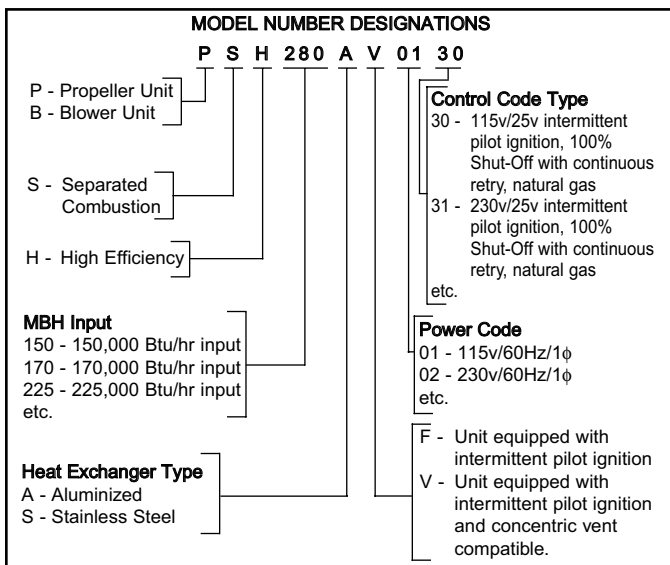 MODEL NUMBER DESIGNATIONS
P S H 280 A V 01 30
P - Propeller Unit
B - Blower Unit
S - Separated
Combustion
H - High Efficiency
MBH Input
150 - 150,000 Btu/hr input
170 - 170,000 Btu/hr input
225 - 225,000 Btu/hr input
etc.
Heat Exchanger Type
A - Aluminized
S - Stainless Steel
Control Code Type
30 - 115v/25v intermittent
pilot ignition, 100%
Shut-Off with continuous
retry, natural gas
31 - 230v/25v intermittent
pilot ignition, 100%
Shut-Off with continuous
retry, natural gas
etc.
Power Code
01 - 115v/60Hz/1ϕ
02 - 230v/60Hz/1ϕ
etc.
F - Unit equipped with
intermittent pilot ignition
V - Unit equipped with
intermittent pilot ignition
and concentric vent
compatible.